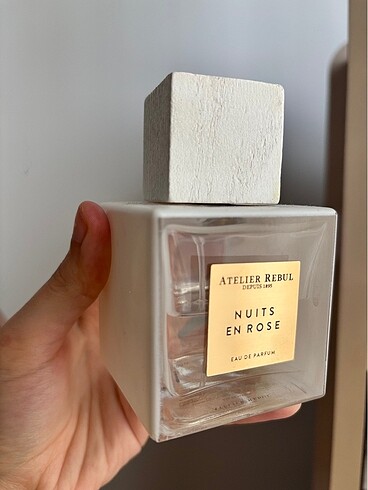 ATELIER REBUL
DEPUIS 1895
NUITS
EN ROSE
EAU DE PARFUM